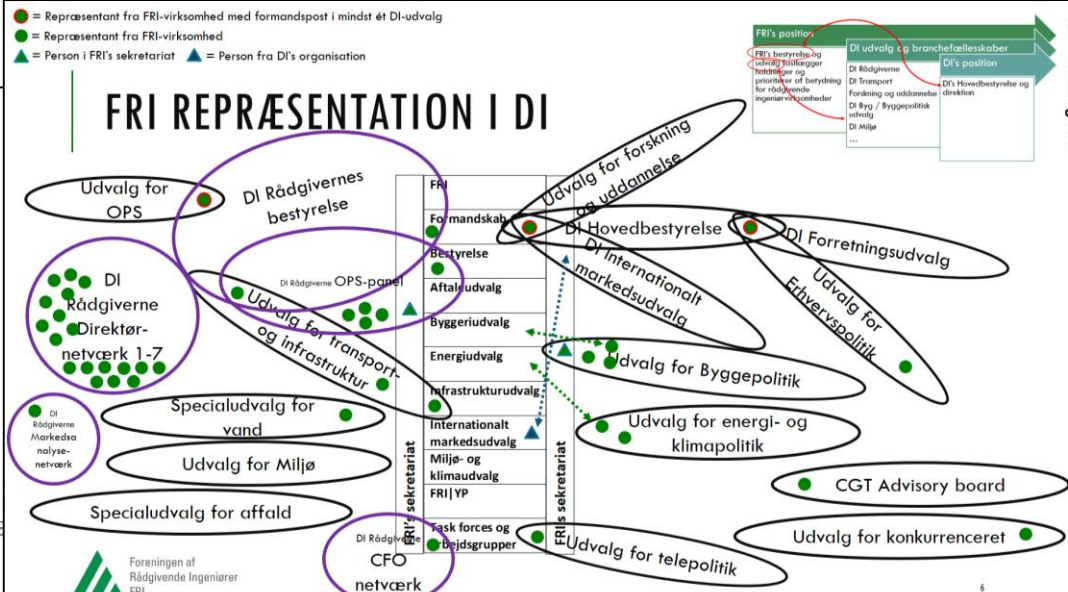 = Repræsentant fra FRI-virksomhed med formandspost i mindst ét DI-udvalg
= Repræsentant fra FRI-virksomhed
= Person i FRI's sekretariat
= Person fra DI's organisation
FRI's position
FRI's bestyrelse og
udvalg fastlægger
holdninger og
prioriterer af betydning
for rådgivende
ingeniørvirksomheder
DI udvalg og branchefællesskaber
DI Rådgiverne
DI Transport
Forskning og uddannelse
DI Byg / Byggepolitisk
udvalg
DI Miljø
...
DI's position
DI's Hovedbestyrelse og
direktion
FRI REPRÆSENTATION I DI
Udvalg for
OPS
DI Rådgivernes
bestyrelse
DI Rådgiverne OPS-panel
DI
Rådgiverne
Direktør-
netværk 1-7
Udvalg for transport-
og infrastruktur
DI
Rådgiverne
Markedsa
nalyse-
netværk
Specialudvalg for
vand
Udvalg for Miljø
Specialudvalg for affald
DI Rådgiverne
CFO
netværk
FRI's sekretariat
FRI
Formandskab
Bestyrelse
Aftaleudvalg
Byggeriudvalg
Energiudvalg
Infrastrukturudvalg
Internationalt
markedsudvalg
Miljø- og
klimaudvalg
FRI|YP
Task forces og
arbejdsgrupper
FRI's sekretariat
Udvalg for forskning
og uddannelse
DI Hovedbestyrelse
DI Forretningsudvalg
DI Internationalt
markedsudvalg
Udvalg for
Erhvervspolitik
Udvalg for Byggepolitik
Udvalg for energi- og
klimapolitik
CGT Advisory board
Udvalg for konkurrenceret
Udvalg for telepolitik
Foreningen af
Rådgivende Ingeniører
FRI
6